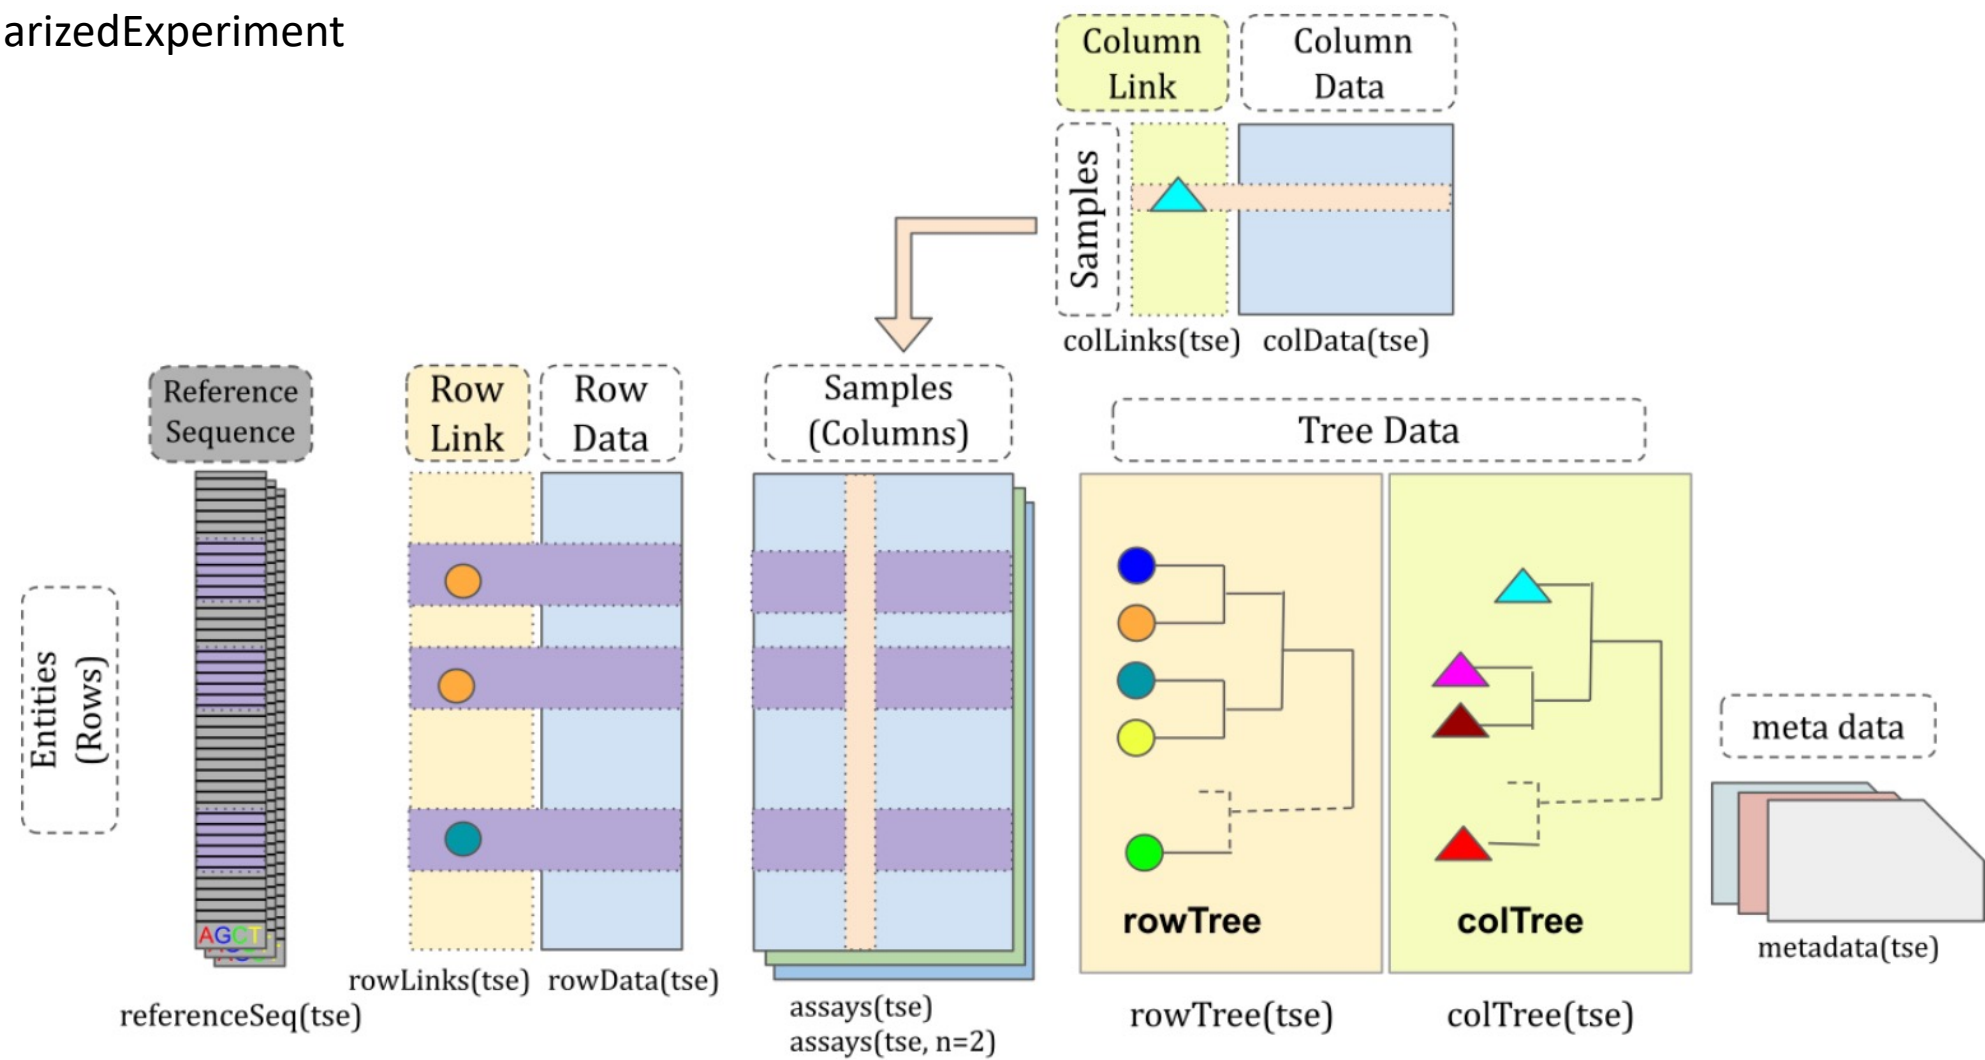 arizedExperiment
Column
Link
Column
Data
Samples
colLinks(tse)
colData(tse)
Reference
Sequence
Row
Link
Row
Data
Samples
(Columns)
Tree Data
Entities
(Rows)
AGCT
rowTree
colTree
meta data
metadata(tse)
rowLinks(tse)
rowData(tse)
referenceSeq(tse)
assays(tse)
assays(tse, n=2)
rowTree(tse)
colTree(tse)